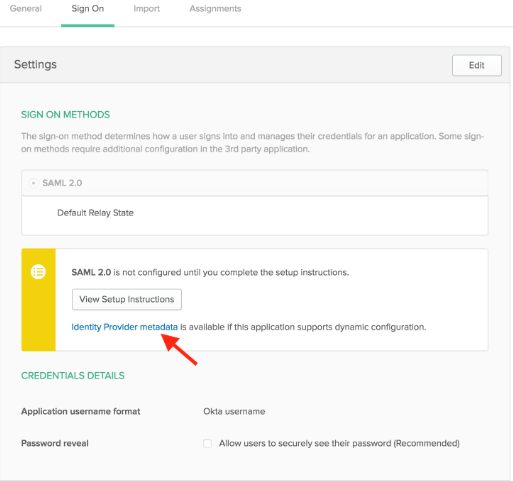 General Sign On Import Assignments
Settings Edit
SIGN ON METHODS
The sign-on method determines how a user signs into and manages their credentials for an application. Some sign-
on methods require additional configuration in the 3rd party application.
SAML 2.0
Default Relay State
SAML 2.0 is not configured until you complete the setup instructions.
View Setup Instructions
Identity Provider metadata is available if this application supports dynamic configuration.
CREDENTIALS DETAILS
Application username format Okta username
Password reveal Allow users to securely see their password (Recommended)